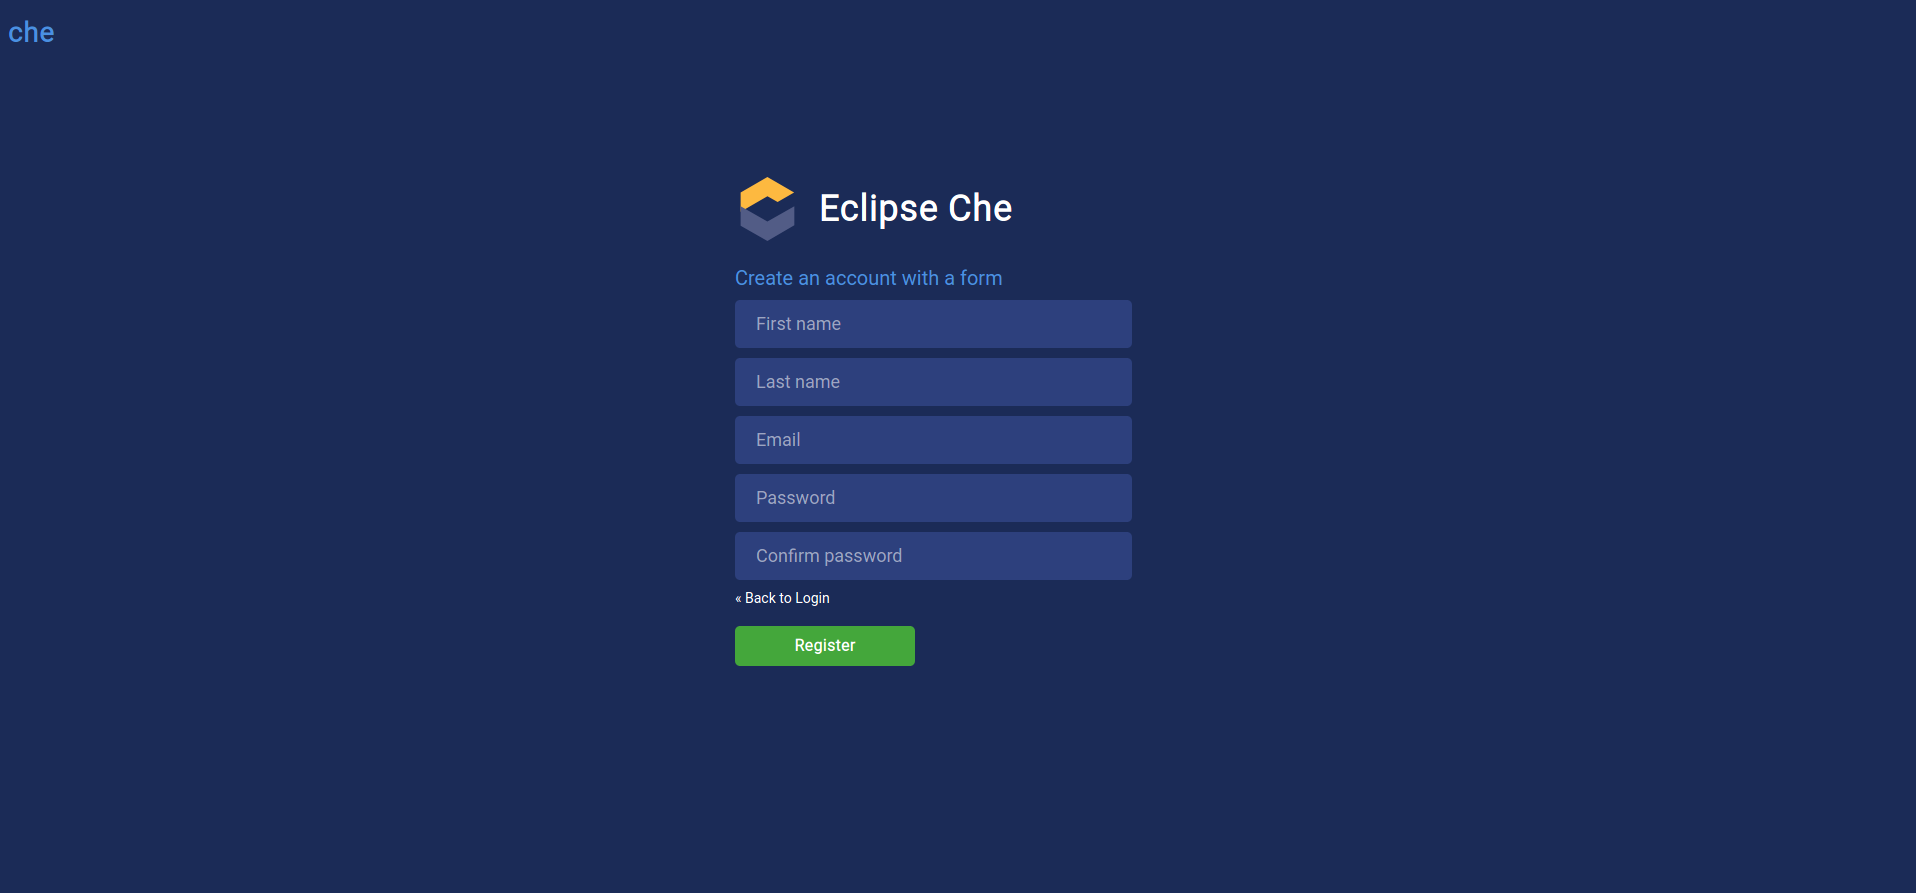 che
Eclipse Che
Create an account with a form
First name
Last name
Email
Password
Confirm password
« Back to Login
Register